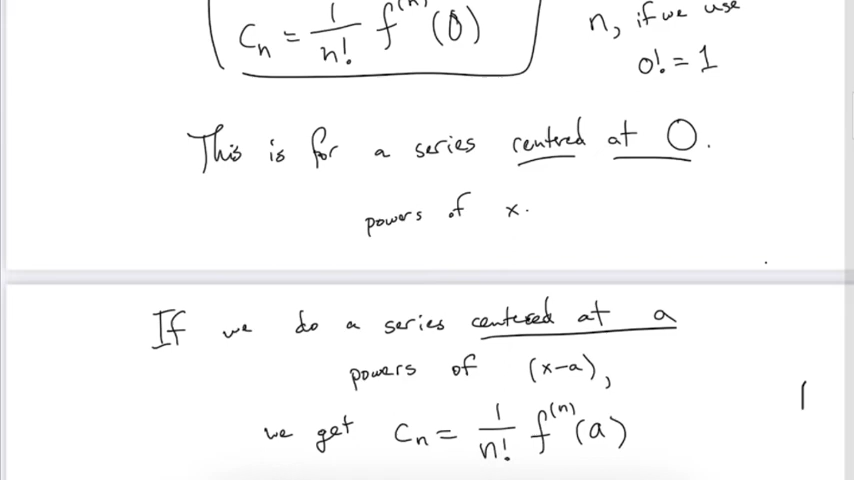 Cn = 1/n! f^(n) (0)
n, if we use
0! = 1
This is for a series centered at 0.
powers of x.
If we do a series centered at a
powers of (x-a),
we get Cn = 1/n! f^(n) (a)